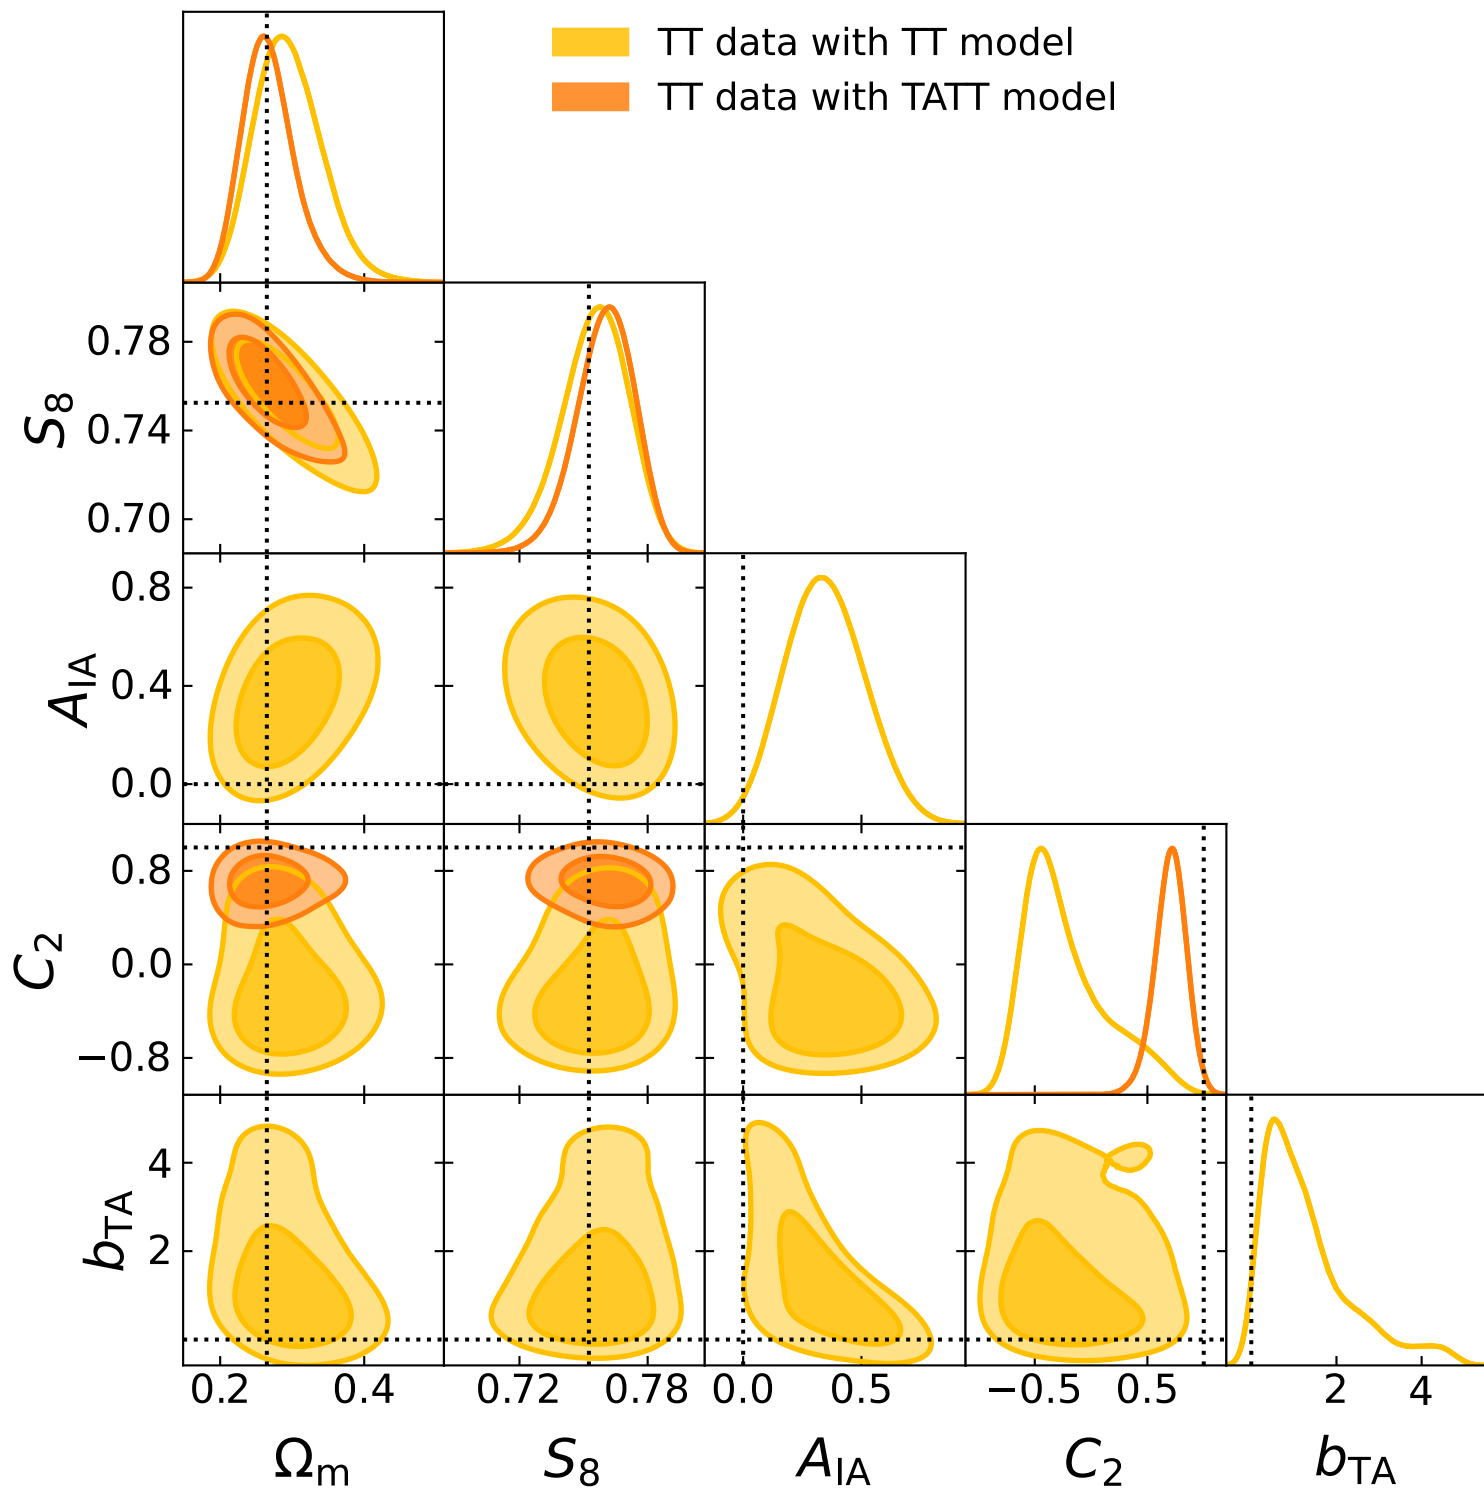 TT data with TT model
TT data with TATT model
0.78
0.74
0.70
S8
0.8
0.4
0.0
AIA
0.8
0.0
−0.8
C2
4
2
bTA
0.2 0.4 0.72 0.78 0.0 0.5 −0.5 0.5 2 4
Ωm S8 AIA C2 bTA